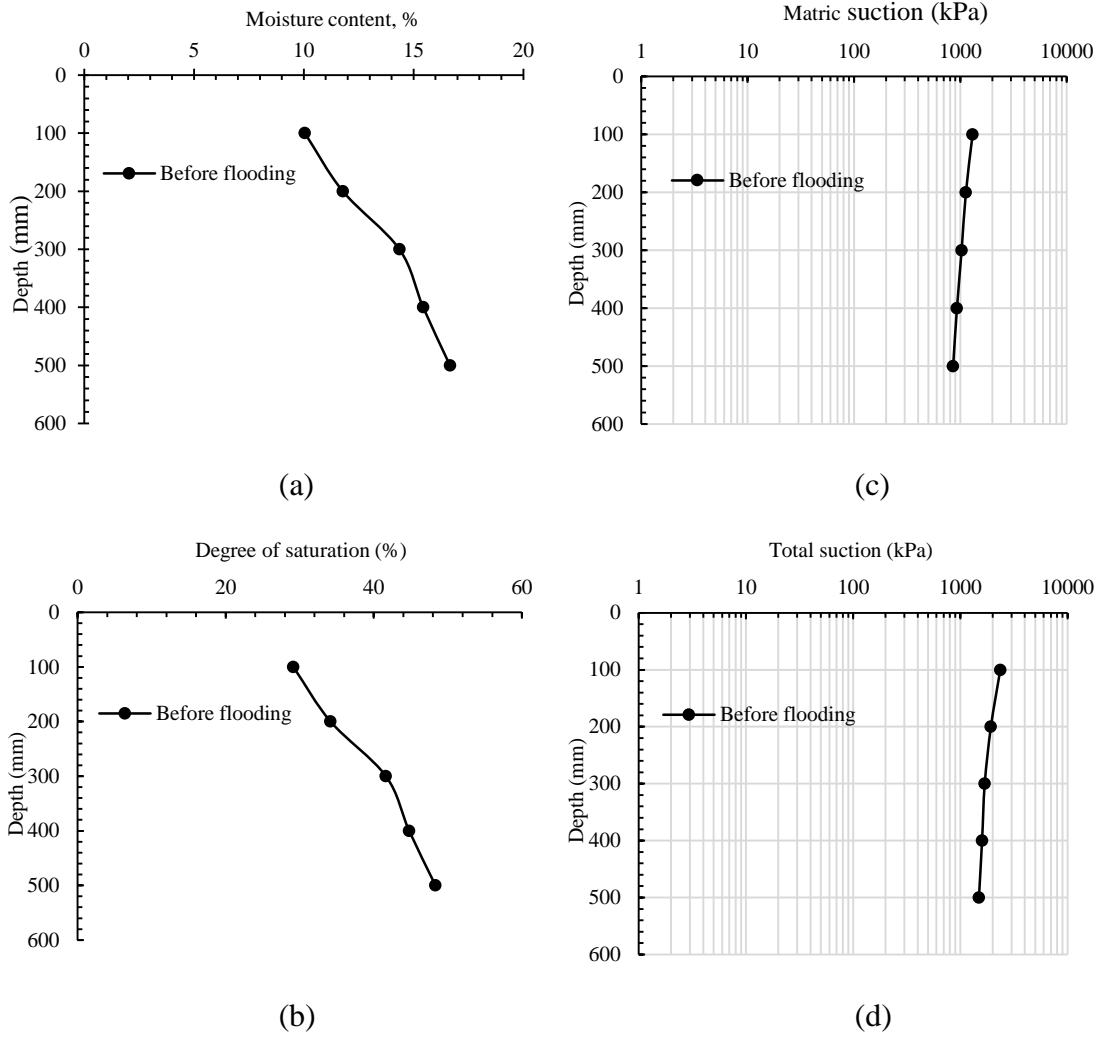 Moisture content, %
0 5 10 15 20
0
100
200
300
400
500
600
Depth (mm)
Before flooding
(a)
Matric suction (kPa)
1 10 100 1000 10000
0
100
200
300
400
500
600
Depth (mm)
Before flooding
(c)
Degree of saturation (%)
0 20 40 60
0
100
200
300
400
500
600
Depth (mm)
Before flooding
(b)
Total suction (kPa)
1 10 100 1000 10000
0
100
200
300
400
500
600
Depth (mm)
Before flooding
(d)